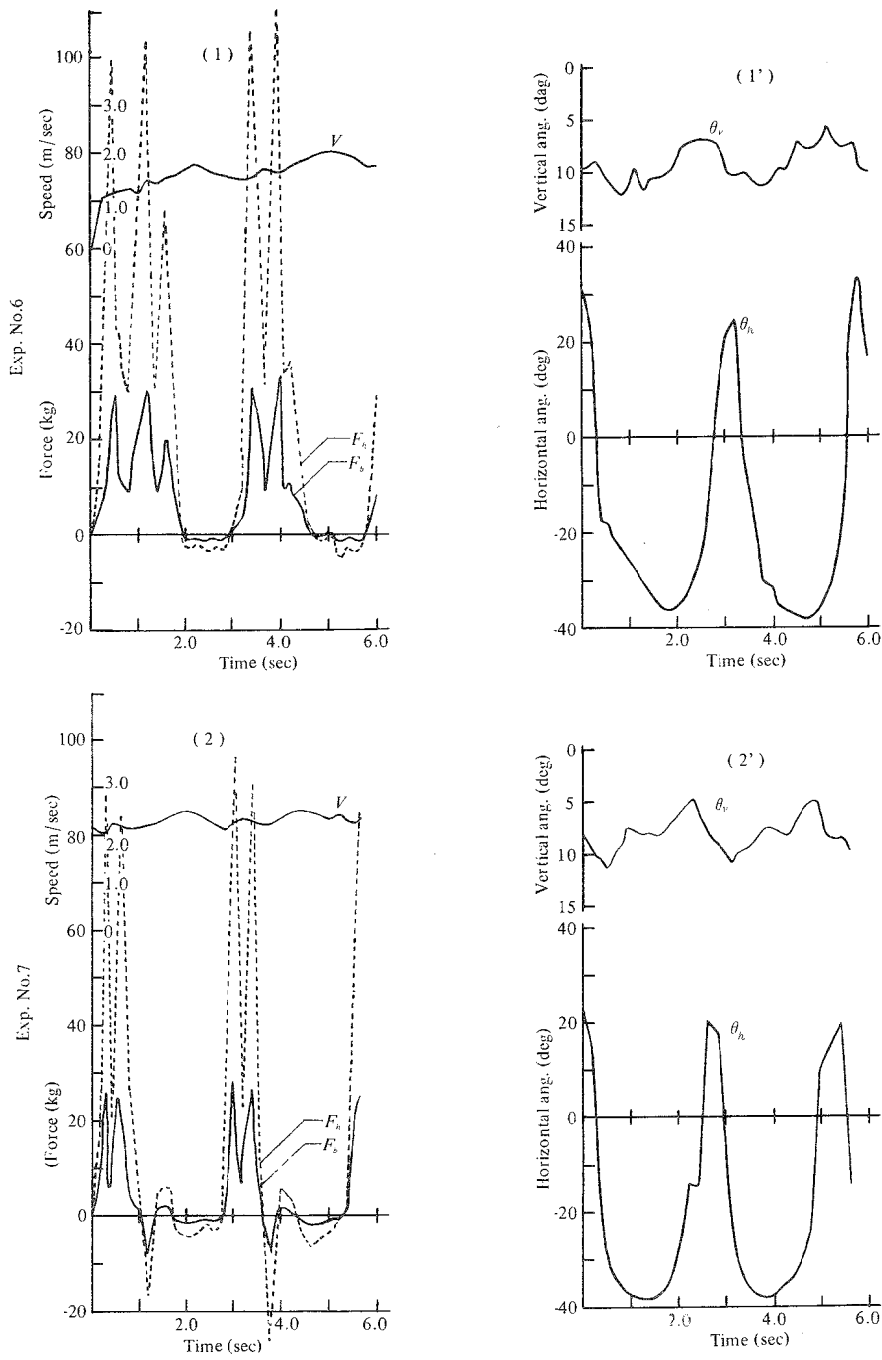 Exp. No.6
(1)
Speed (m/sec)
Force (kg)
100
80
60
40
20
0
-20
3.0
2.0
1.0
0
V
F_h
F_b
2.0
4.0
6.0
Time (sec)
(1')
Vertical ang. (dag)
0
5
10
15
θ_v
Horizontal ang. (deg)
40
20
0
-20
-40
θ_h
2.0
4.0
6.0
Time (sec)
Exp. No.7
(2)
Speed (m/sec)
(Force (kg)
100
80
60
40
20
0
-20
3.0
2.0
1.0
0
V
F_h
F_b
2.0
4.0
6.0
Time (sec)
(2')
Vertical ang. (deg)
0
5
10
15
θ_v
Horizontal ang. (deg)
40
20
0
-20
-40
θ_h
2.0
4.0
6.0
Time (sec)